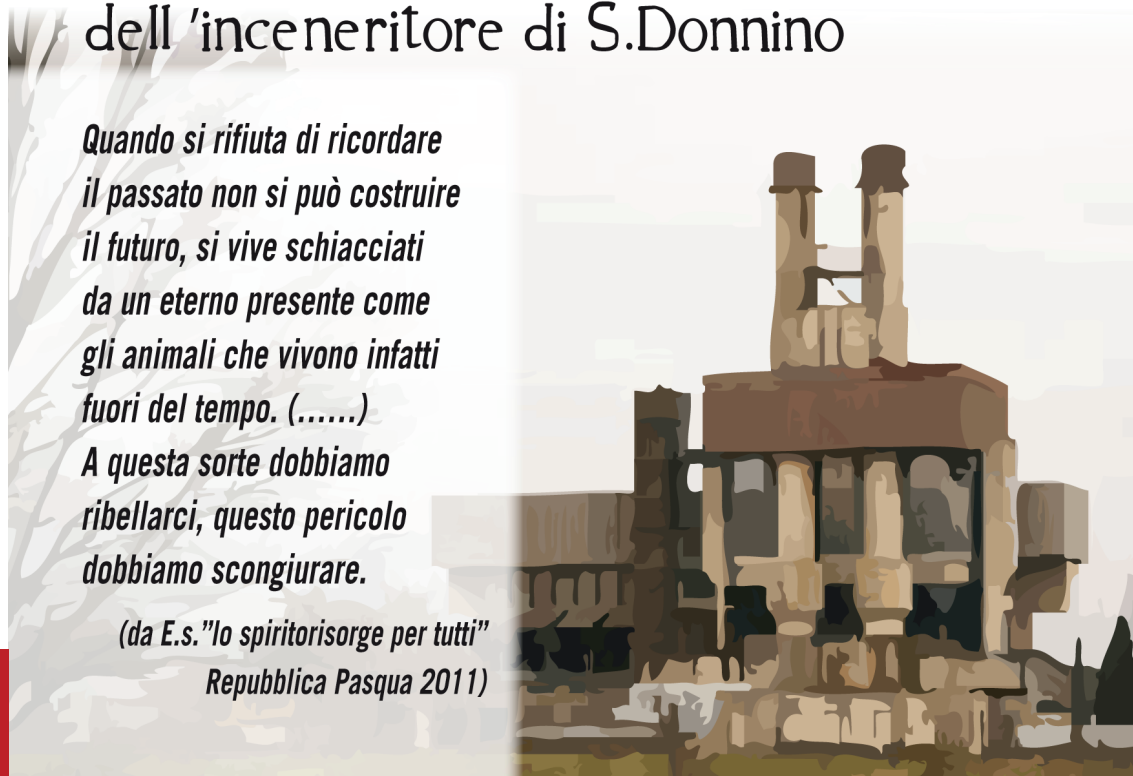 dell'inceneritore di S.Donnino
Quando si rifiuta di ricordare
il passato non si può costruire
il futuro, si vive schiacciati
da un eterno presente come
gli animali che vivono infatti
fuori del tempo. (......)
A questa sorte dobbiamo
ribellarci, questo pericolo
dobbiamo scongiurare.
(da E.s."lo spiritorisorge per tutti"
Repubblica Pasqua 2011)